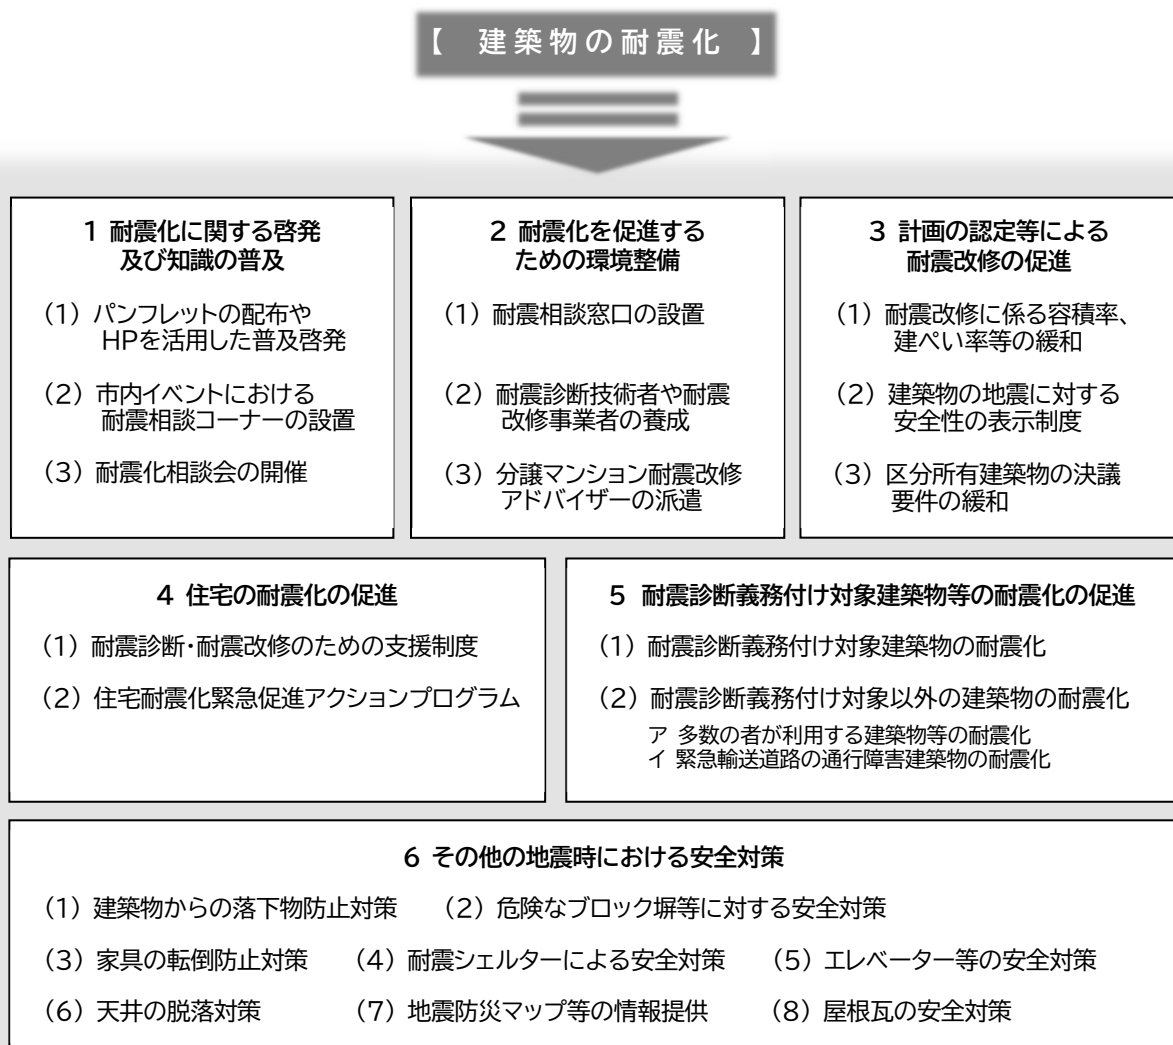 【 建築物の耐震化 】
1 耐震化に関する啓発
及び知識の普及
(1) パンフレットの配布や
HPを活用した普及啓発
(2) 市内イベントにおける
耐震相談コーナーの設置
(3) 耐震化相談会の開催
2 耐震化を促進する
ための環境整備
(1) 耐震相談窓口の設置
(2) 耐震診断技術者や耐震
改修事業者の養成
(3) 分譲マンション耐震改修
アドバイザーの派遣
3 計画の認定等による
耐震改修の促進
(1) 耐震改修に係る容積率、
建ぺい率等の緩和
(2) 建築物の地震に対する
安全性の表示制度
(3) 区分所有建築物の決議
要件の緩和
4 住宅の耐震化の促進
(1) 耐震診断・耐震改修のための支援制度
(2) 住宅耐震化緊急促進アクションプログラム
5 耐震診断義務付け対象建築物等の耐震化の促進
(1) 耐震診断義務付け対象建築物の耐震化
(2) 耐震診断義務付け対象以外の建築物の耐震化
ア 多数の者が利用する建築物等の耐震化
イ 緊急輸送道路の通行障害建築物の耐震化
6 その他の地震時における安全対策
(1) 建築物からの落下物防止対策 (2) 危険なブロック塀等に対する安全対策
(3) 家具の転倒防止対策 (4) 耐震シェルターによる安全対策 (5) エレベーター等の安全対策
(6) 天井の脱落対策 (7) 地震防災マップ等の情報提供 (8) 屋根瓦の安全対策